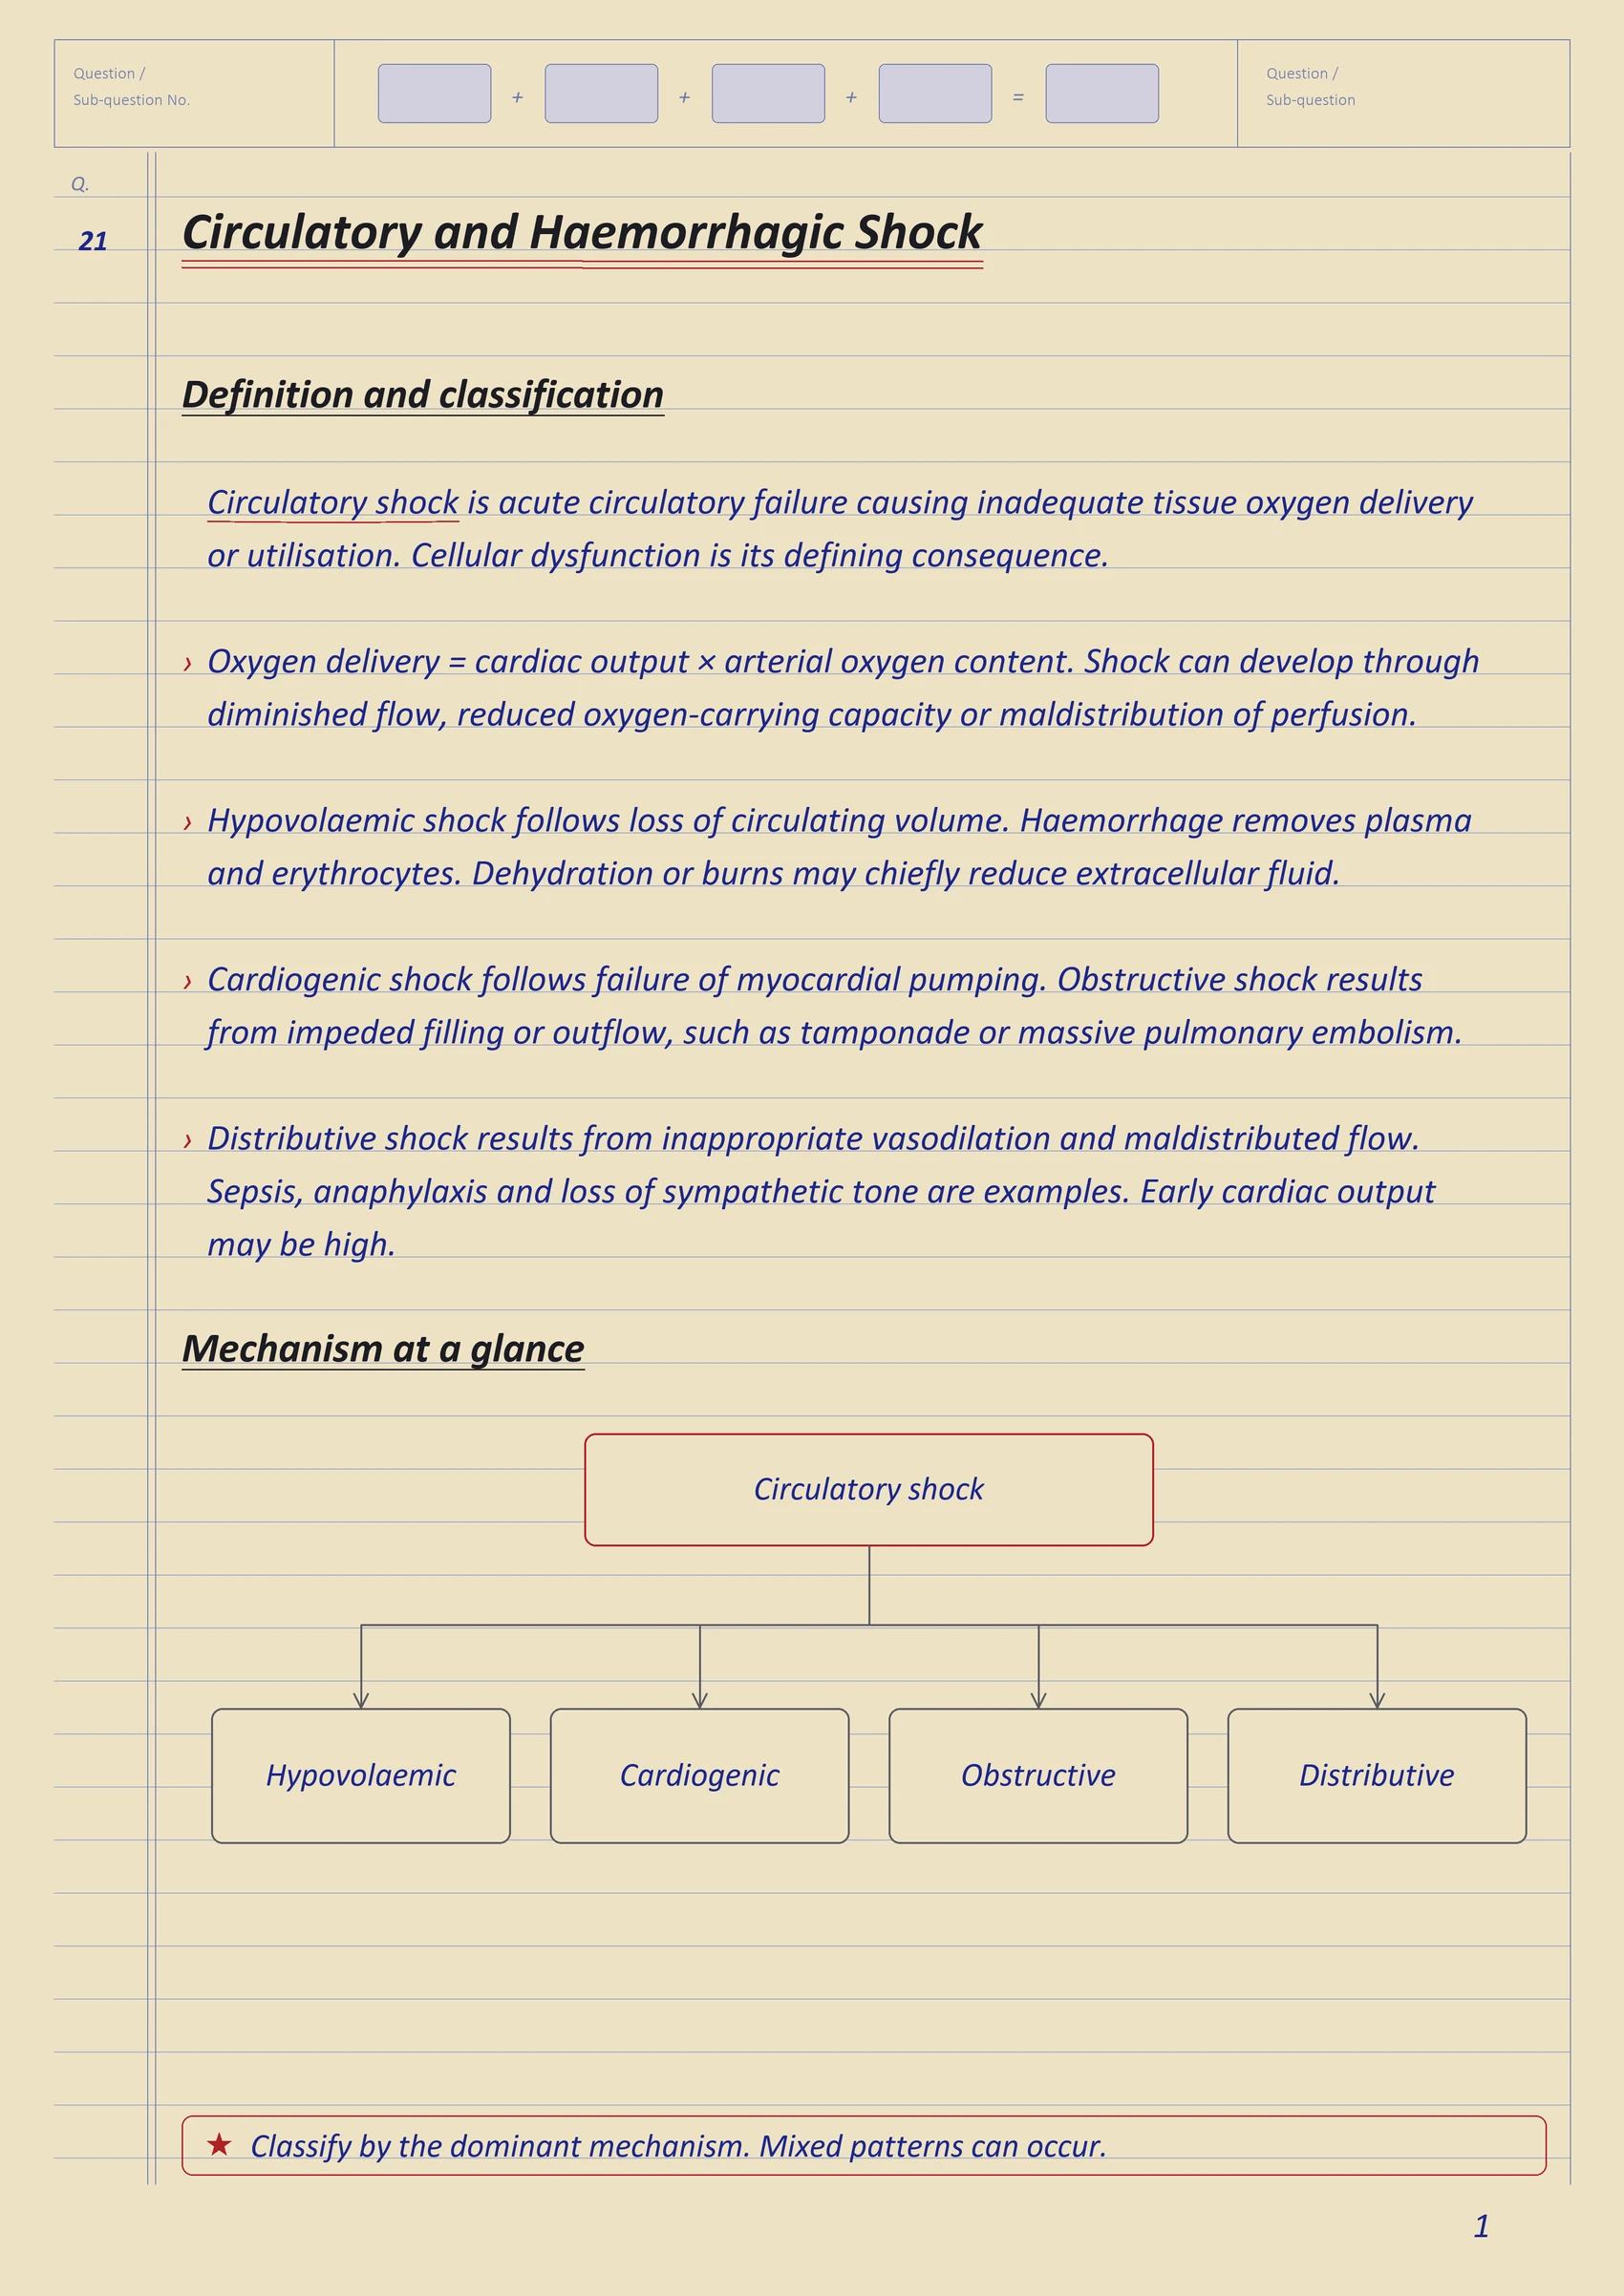 Question /
Sub-question No.
+ + + =
Question /
Sub-question
Q.
21
Circulatory and Haemorrhagic Shock
Definition and classification
Circulatory shock is acute circulatory failure causing inadequate tissue oxygen delivery
or utilisation. Cellular dysfunction is its defining consequence.
› Oxygen delivery = cardiac output × arterial oxygen content. Shock can develop through
diminished flow, reduced oxygen-carrying capacity or maldistribution of perfusion.
› Hypovolaemic shock follows loss of circulating volume. Haemorrhage removes plasma
and erythrocytes. Dehydration or burns may chiefly reduce extracellular fluid.
› Cardiogenic shock follows failure of myocardial pumping. Obstructive shock results
from impeded filling or outflow, such as tamponade or massive pulmonary embolism.
› Distributive shock results from inappropriate vasodilation and maldistributed flow.
Sepsis, anaphylaxis and loss of sympathetic tone are examples. Early cardiac output
may be high.
Mechanism at a glance
Circulatory shock
Hypovolaemic
Cardiogenic
Obstructive
Distributive
★ Classify by the dominant mechanism. Mixed patterns can occur.
1